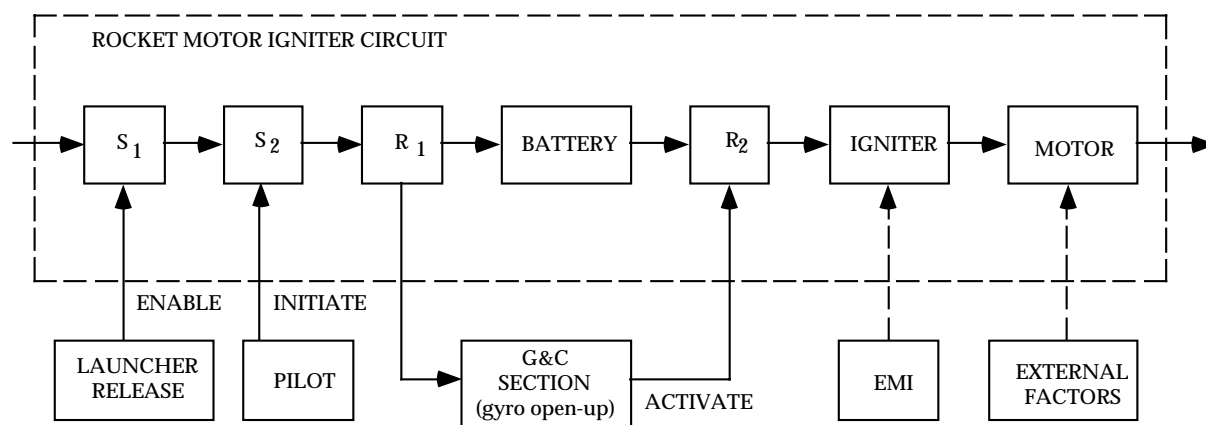 ROCKET MOTOR IGNITER CIRCUIT
S1
S2
R1
BATTERY
R2
IGNITER
MOTOR
ENABLE
INITIATE
LAUNCHER
RELEASE
PILOT
G&C
SECTION
(gyro open-up)
ACTIVATE
EMI
EXTERNAL
FACTORS